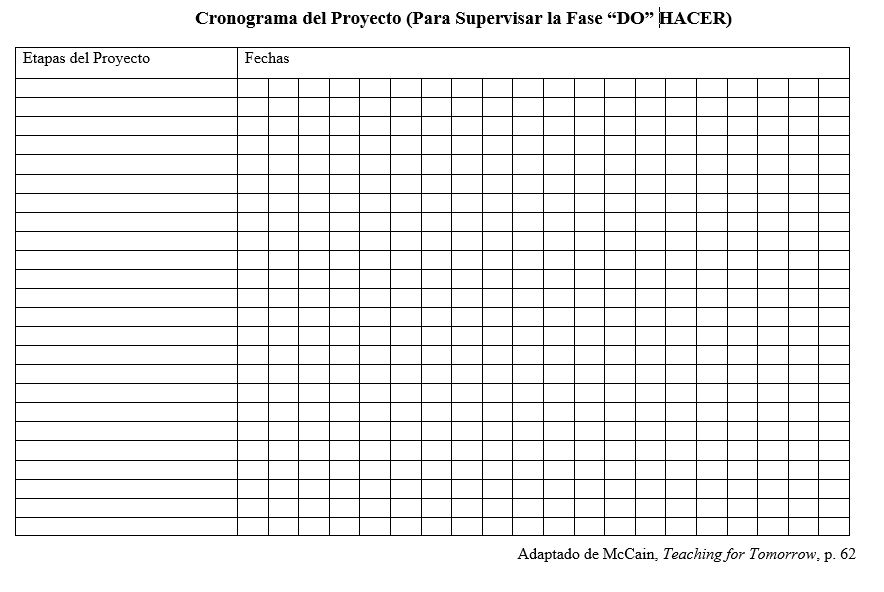 Cronograma del Proyecto (Para Supervisar la Fase “DO” HACER)
Etapas del Proyecto Fechas
Adaptado de McCain, Teaching for Tomorrow, p. 62